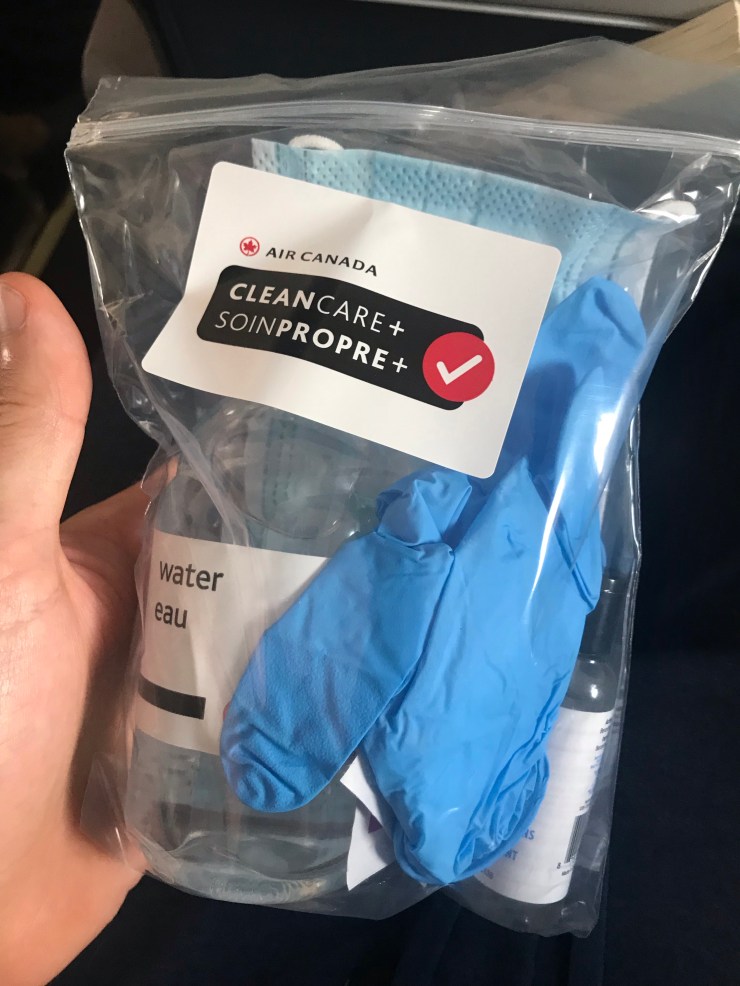 AIR CANADA
CLEANCARE+
SOINPROPRE+
water
eau